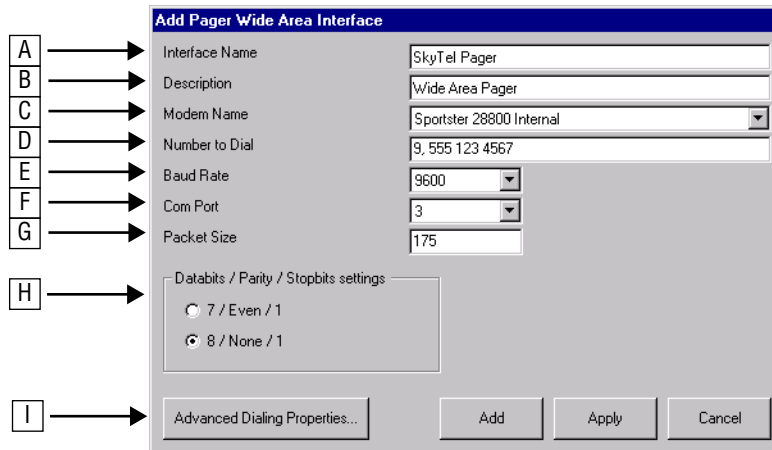 Add Pager Wide Area Interface
A Interface Name SkyTel Pager
B Description Wide Area Pager
C Modem Name Sportster 28800 Internal
D Number to Dial 9, 555 123 4567
E Baud Rate 9600
F Com Port 3
G Packet Size 175
Databits / Parity / Stopbits settings
H 7 / Even / 1
8 / None / 1
I Advanced Dialing Properties... Add Apply Cancel